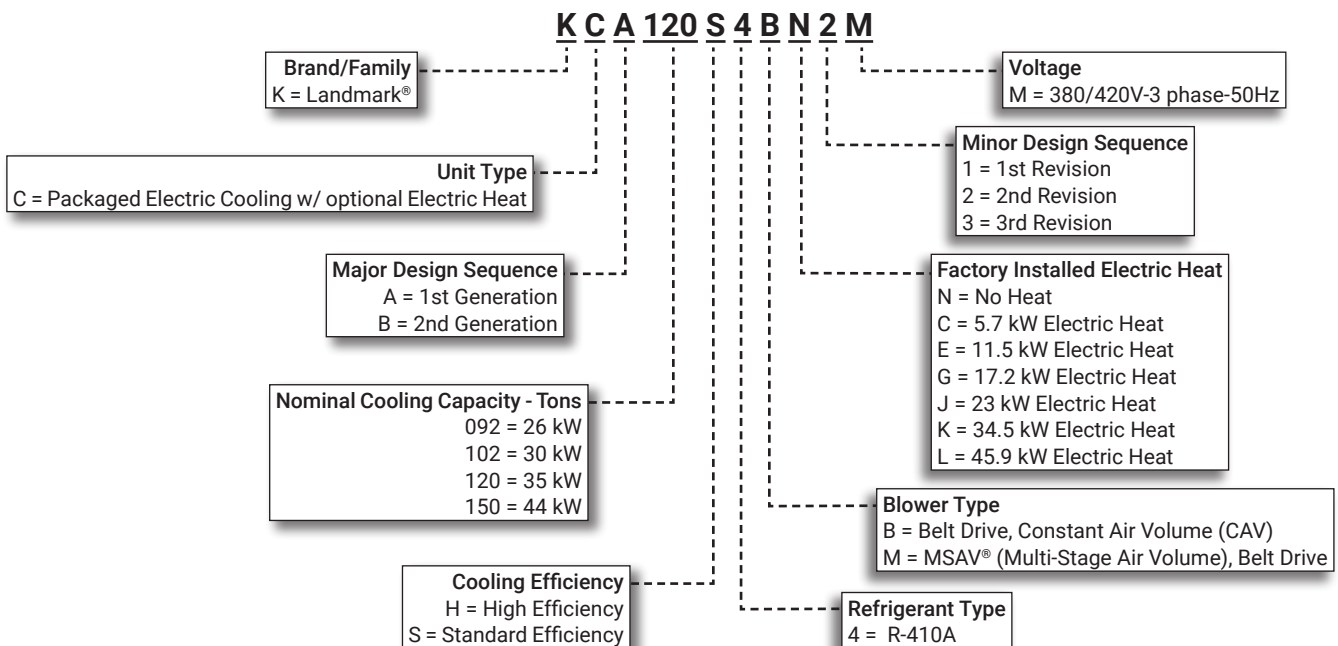 K C A 120 S 4 B N 2 M
Brand/Family
K = Landmark®
Voltage
M = 380/420V-3 phase-50Hz
Unit Type
C = Packaged Electric Cooling w/ optional Electric Heat
Minor Design Sequence
1 = 1st Revision
2 = 2nd Revision
3 = 3rd Revision
Major Design Sequence
A = 1st Generation
B = 2nd Generation
Factory Installed Electric Heat
N = No Heat
C = 5.7 kW Electric Heat
E = 11.5 kW Electric Heat
G = 17.2 kW Electric Heat
J = 23 kW Electric Heat
K = 34.5 kW Electric Heat
L = 45.9 kW Electric Heat
Nominal Cooling Capacity - Tons
092 = 26 kW
102 = 30 kW
120 = 35 kW
150 = 44 kW
Blower Type
B = Belt Drive, Constant Air Volume (CAV)
M = MSAV® (Multi-Stage Air Volume), Belt Drive
Cooling Efficiency
H = High Efficiency
S = Standard Efficiency
Refrigerant Type
4 = R-410A